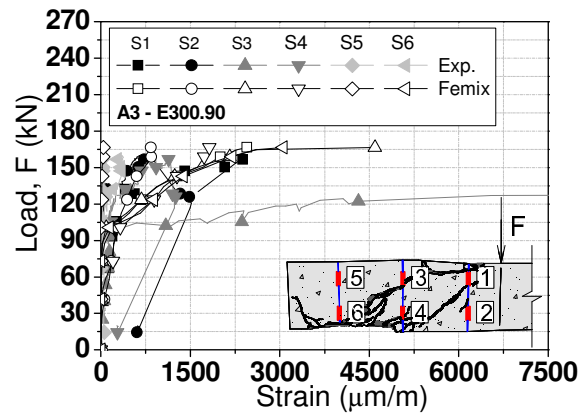 270
240
210
180
150
120
90
60
30
0
Load, F (kN)
S1 S2 S3 S4 S5 S6
Exp.
Femix
A3 - E300.90
F
5 3 1
6 4 2
0 1500 3000 4500 6000 7500
Strain (μm/m)